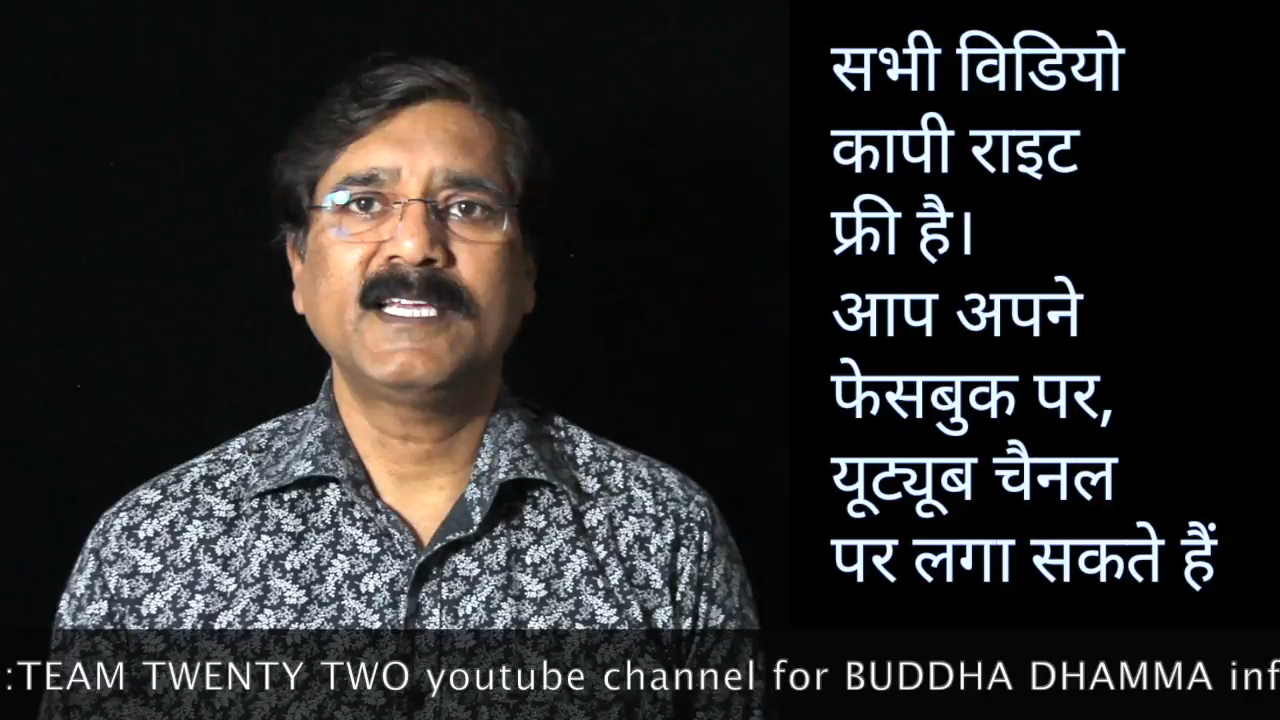 सभी विडियो
कापी राइट
फ्री है।
आप अपने
फेसबुक पर,
यूट्यूब चैनल
पर लगा सकते हैं
:TEAM TWENTY TWO youtube channel for BUDDHA DHAMMA inf